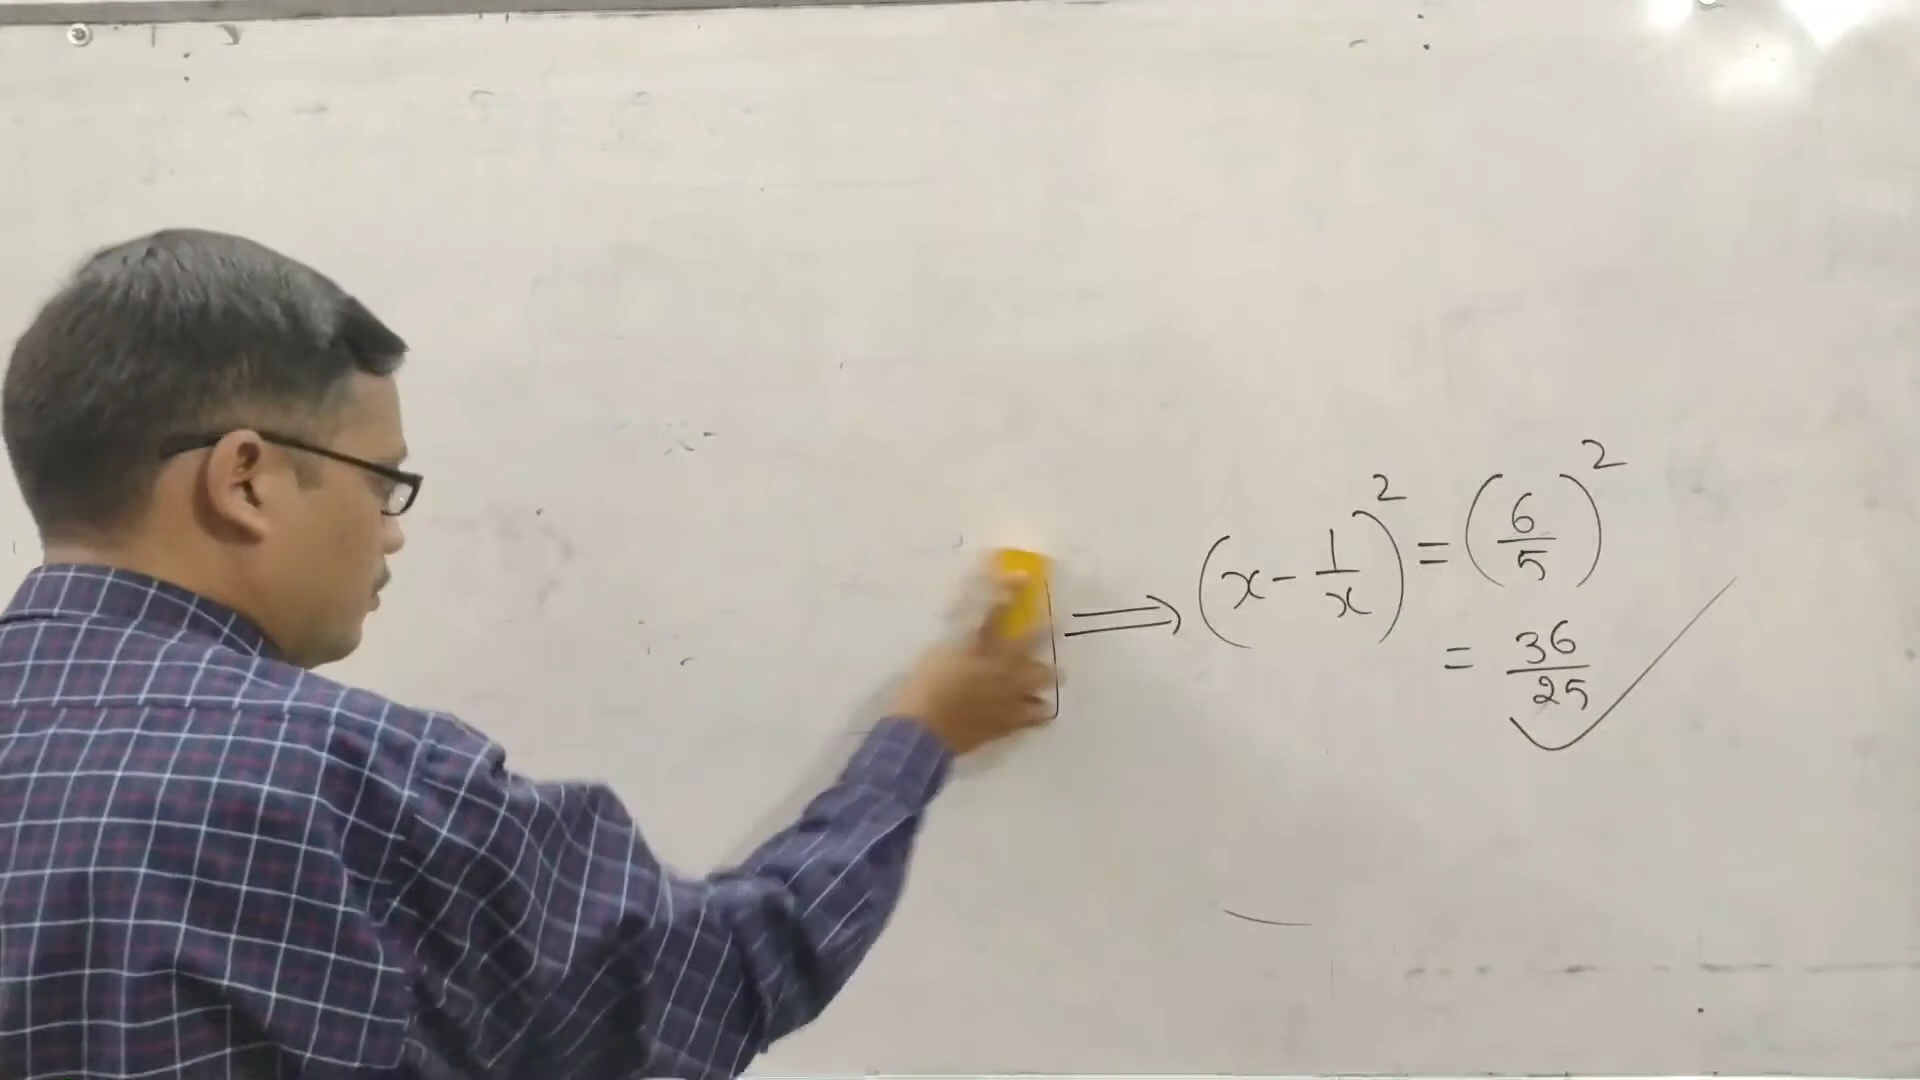 ⟹ (x - 1/x)² = (6/5)²
= 36/25